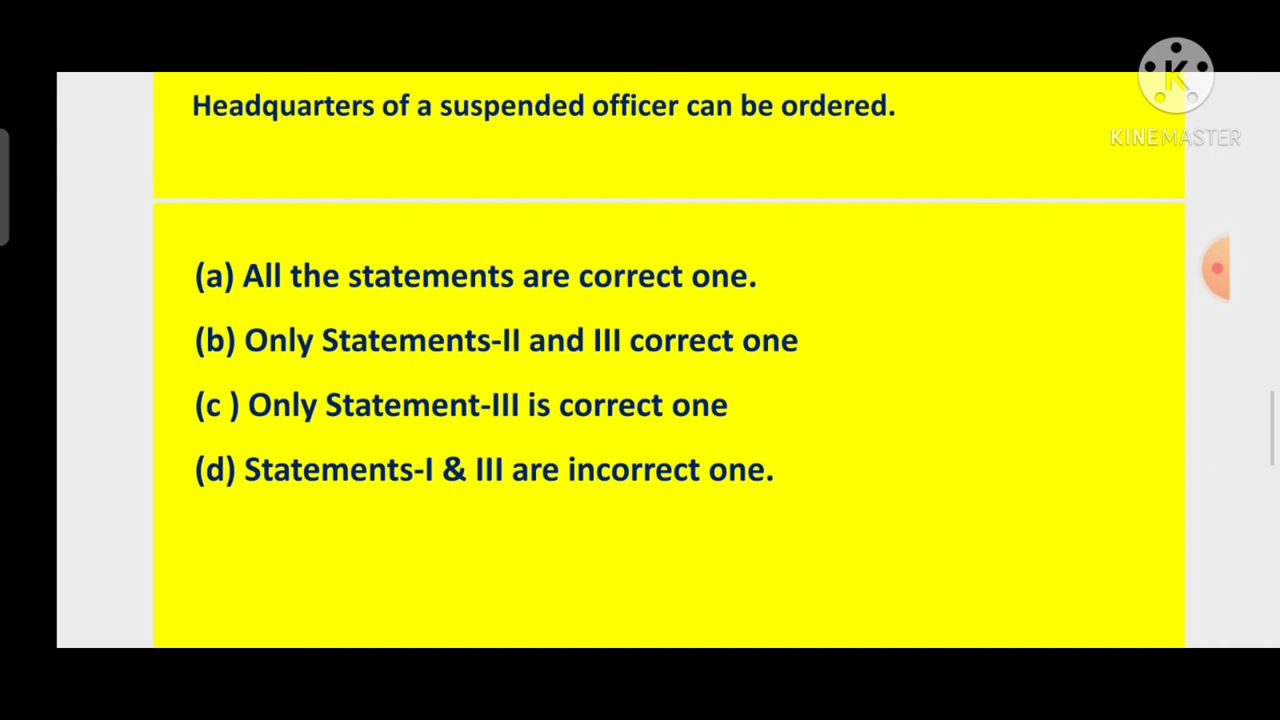 Headquarters of a suspended officer can be ordered.
KINEMASTER
(a) All the statements are correct one.
(b) Only Statements-II and III correct one
(c ) Only Statement-III is correct one
(d) Statements-I & III are incorrect one.